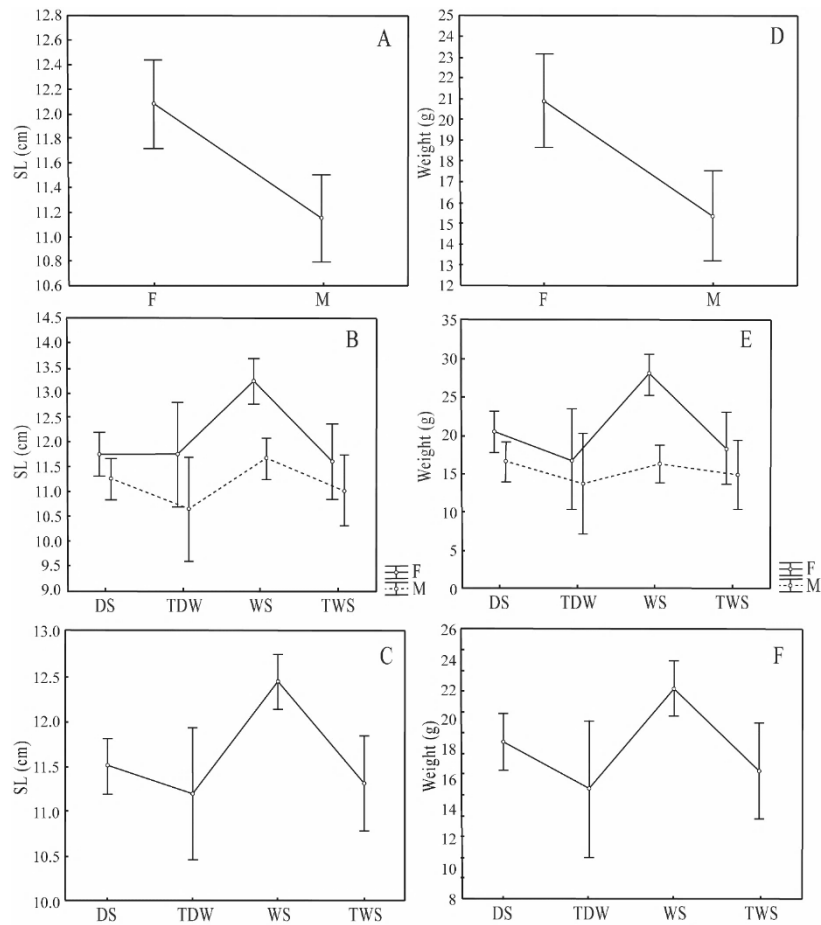 A
SL (cm)
12.8
12.6
12.4
12.2
12.0
11.8
11.6
11.4
11.2
11.0
10.8
10.6
F M
D
Weight (g)
25
24
23
22
21
20
19
18
17
16
15
14
13
12
F M
B
SL (cm)
14.5
14.0
13.5
13.0
12.5
12.0
11.5
11.0
10.5
10.0
9.5
9.0
DS TDW WS TWS
F
M
E
Weight (g)
35
30
25
20
15
10
5
0
DS TDW WS TWS
F
M
C
SL (cm)
13.0
12.5
12.0
11.5
11.0
10.5
10.0
DS TDW WS TWS
F
Weight (g)
26
24
22
20
18
16
14
12
10
8
DS TDW WS TWS